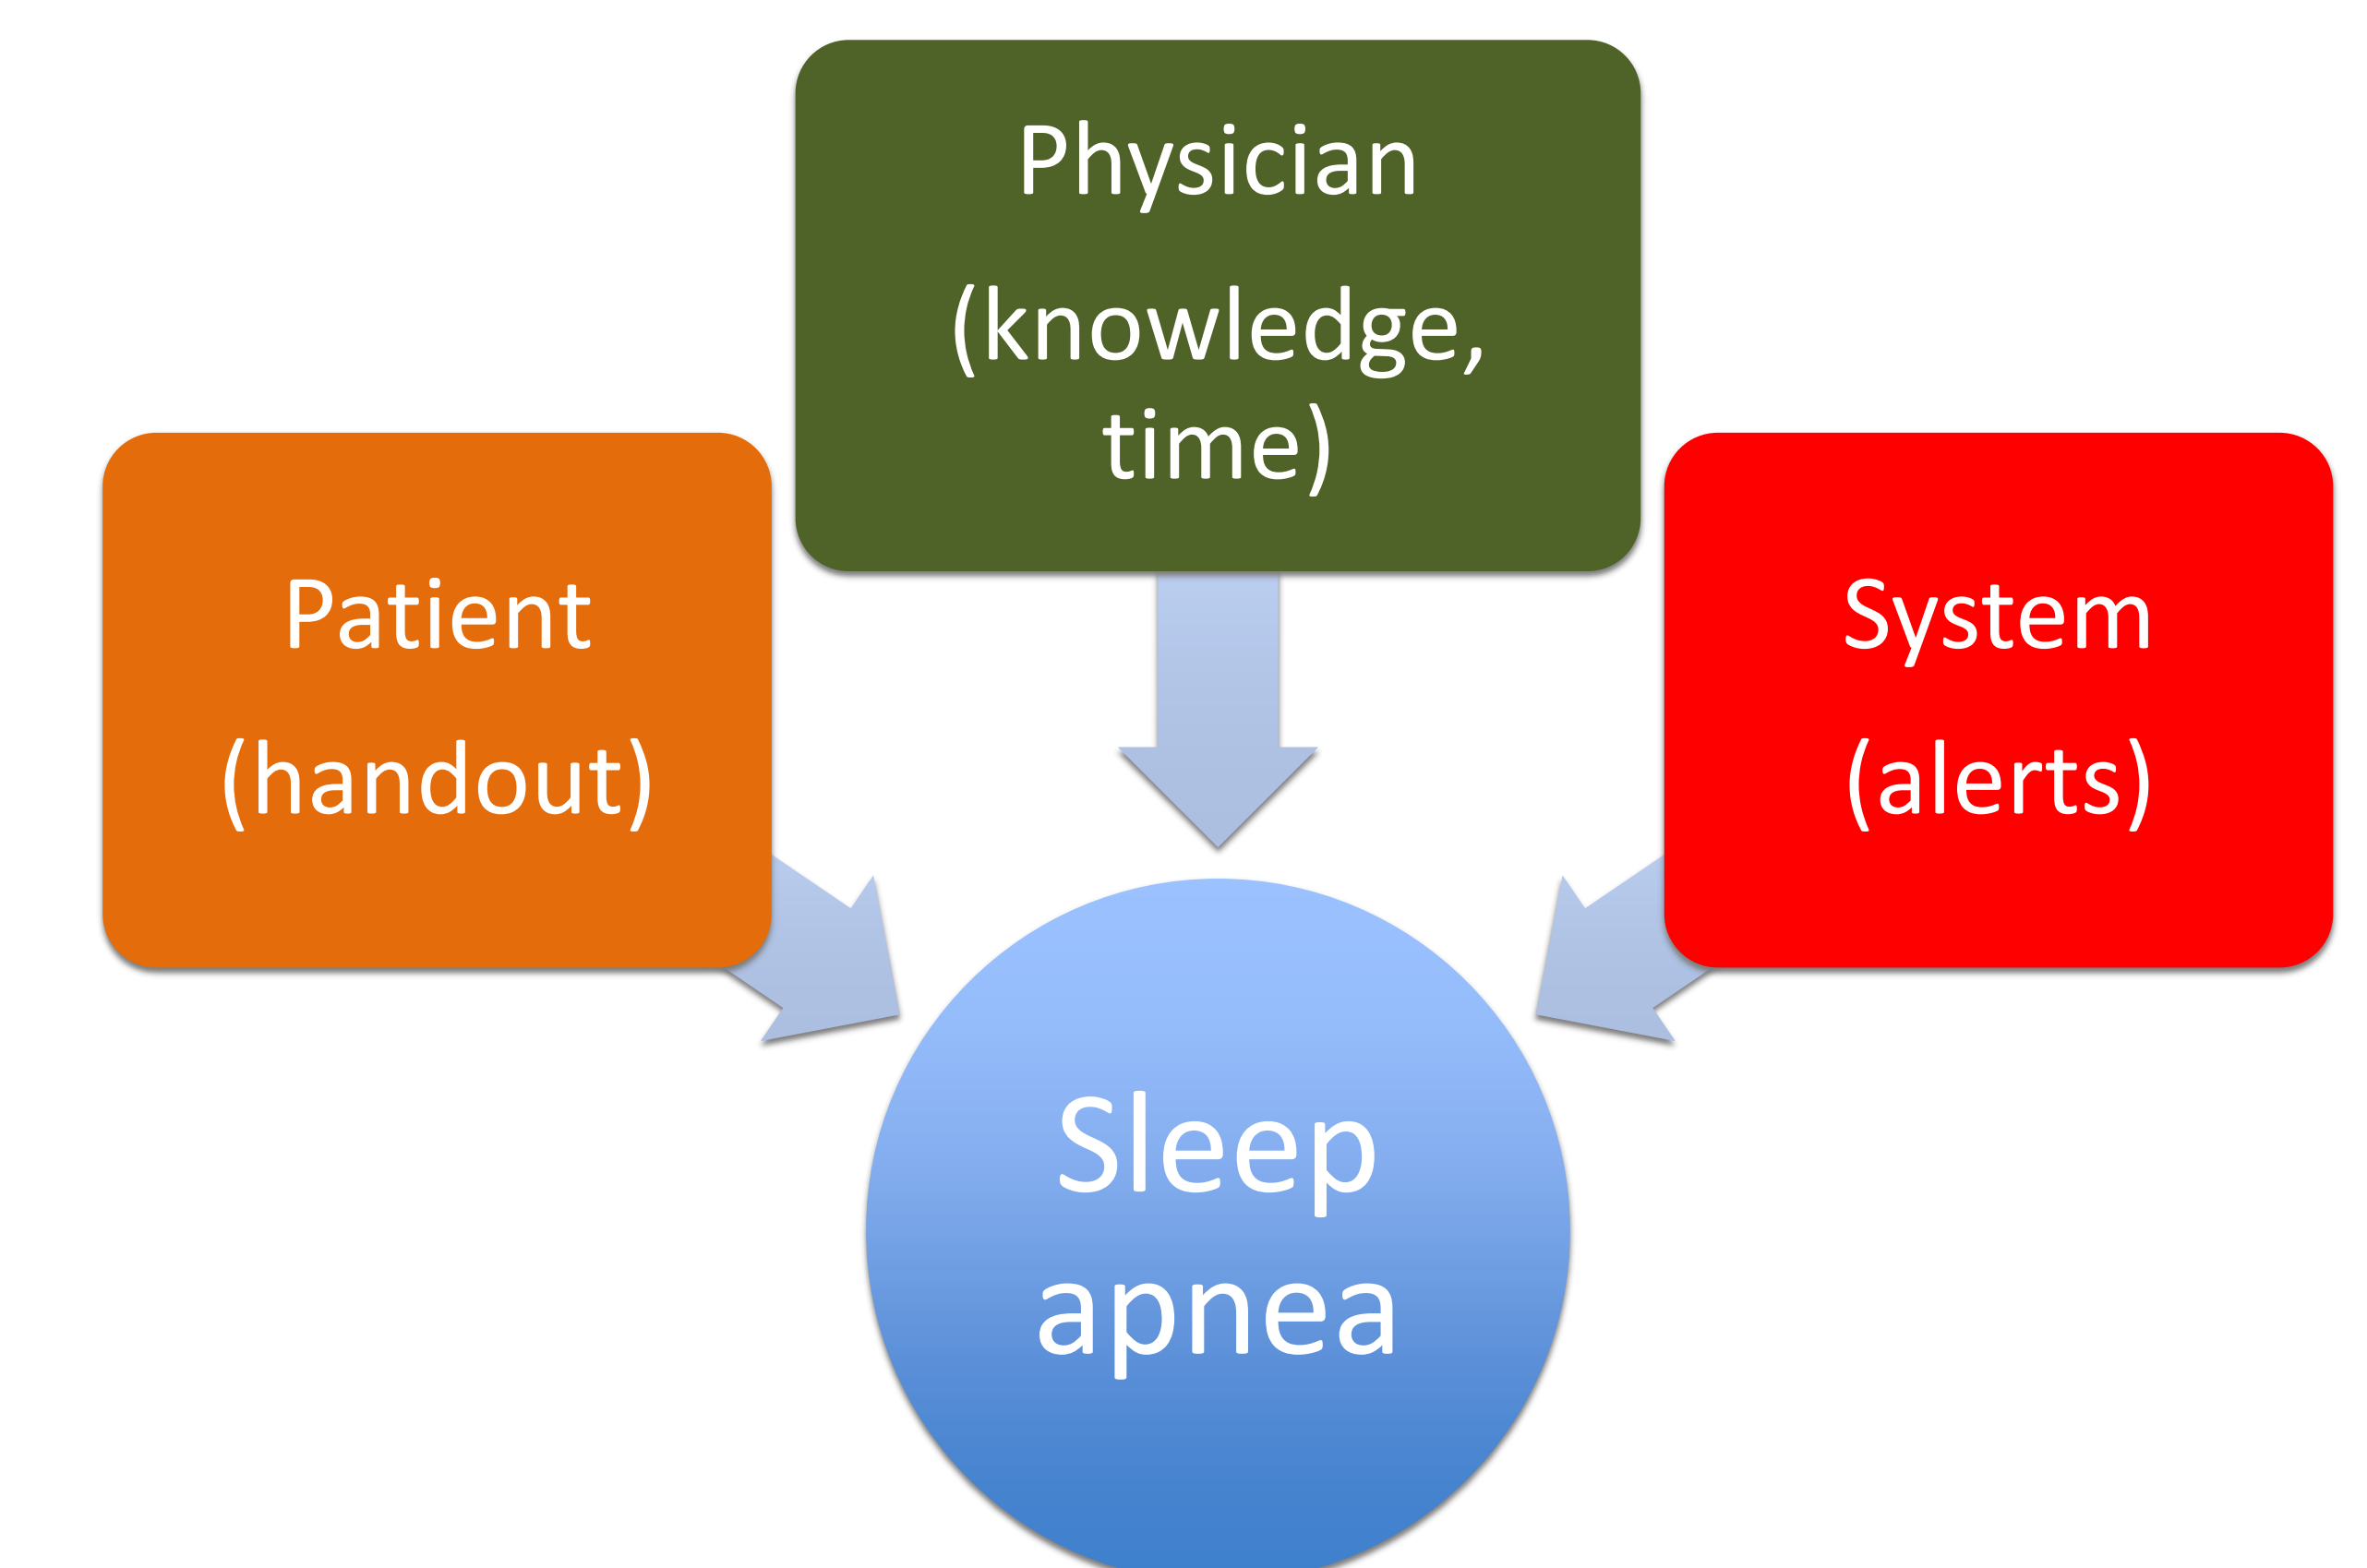 Physician
(knowledge,
time)
Patient
(handout)
System
(alerts)
Sleep
apnea